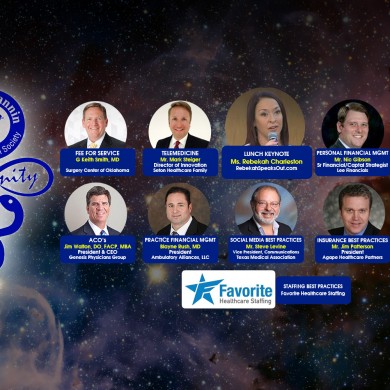 annin
Society
unity
FEE FOR SERVICE
G Keith Smith, MD
Surgery Center of Oklahoma
TELEMEDICINE
Mr. Mark Steiger
Director of Innovation
Seton Healthcare Family
LUNCH KEYNOTE
Ms. Rebekah Charleston
RebekahSpeaksOut.com
PERSONAL FINANCIAL MGMT
Mr. Nic Gibson
Sr Financial/Capital Strategist
Lee Financials
ACO's
Jim Walton, DO, FACP, MBA
President & CEO
Genesis Physicians Group
PRACTICE FINANCIAL MGMT
Blayne Rush, MD
President
Ambulatory Alliances, LLC
SOCIAL MEDIA BEST PRACTICES
Mr. Steve Levine
Vice President, Communications
Texas Medical Association
INSURANCE BEST PRACTICES
Mr. Jim Patterson
President
Agape Healthcare Partners
Favorite
Healthcare Staffing
STAFFING BEST PRACTICES
Favorite Healthcare Staffing